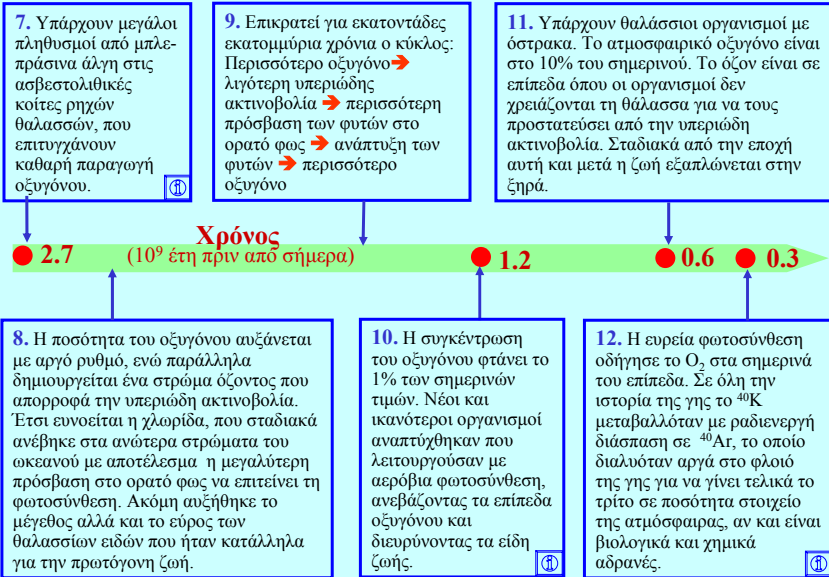 7. Υπάρχουν μεγάλοι
πληθυσμοί από μπλε-
πράσινα άλγη στις
ασβεστολιθικές
κοίτες ρηχών
θαλασσών, που
επιτυγχάνουν
καθαρή παραγωγή
οξυγόνου.
9. Επικρατεί για εκατοντάδες
εκατομμύρια χρόνια ο κύκλος:
Περισσότερο οξυγόνο➔
λιγότερη υπεριώδης
ακτινοβολία ➔ περισσότερη
πρόσβαση των φυτών στο
ορατό φως ➔ ανάπτυξη των
φυτών ➔ περισσότερο
οξυγόνο
11. Υπάρχουν θαλάσσιοι οργανισμοί με
όστρακα. Το ατμοσφαιρικό οξυγόνο είναι
στο 10% του σημερινού. Το όζον είναι σε
επίπεδα όπου οι οργανισμοί δεν
χρειάζονται τη θάλασσα για να τους
προστατεύσει από την υπεριώδη
ακτινοβολία. Σταδιακά από την εποχή
αυτή και μετά η ζωή εξαπλώνεται στην
ξηρά.
Χρόνος
2.7 (10⁹ έτη πριν από σήμερα) 1.2 0.6 0.3
8. Η ποσότητα του οξυγόνου αυξάνεται
με αργό ρυθμό, ενώ παράλληλα
δημιουργείται ένα στρώμα όζοντος που
απορροφά την υπεριώδη ακτινοβολία.
Έτσι ευνοείται η χλωρίδα, που σταδιακά
ανέβηκε στα ανώτερα στρώματα του
ωκεανού με αποτέλεσμα η μεγαλύτερη
πρόσβαση στο ορατό φως να επιτείνει τη
φωτοσύνθεση. Ακόμη αυξήθηκε το
μέγεθος αλλά και το εύρος των
θαλασσίων ειδών που ήταν κατάλληλα
για την πρωτόγονη ζωή.
10. Η συγκέντρωση
του οξυγόνου φτάνει το
1% των σημερινών
τιμών. Νέοι και
ικανότεροι οργανισμοί
αναπτύχθηκαν που
λειτουργούσαν με
αερόβια φωτοσύνθεση,
ανεβάζοντας τα επίπεδα
οξυγόνου και
διευρύνοντας τα είδη
ζωής.
12. Η ευρεία φωτοσύνθεση
οδήγησε το O₂ στα σημερινά
του επίπεδα. Σε όλη την
ιστορία της γης το ⁴⁰K
μεταβαλλόταν με ραδιενεργή
διάσπαση σε ⁴⁰Ar, το οποίο
διαλυόταν αργά στο φλοιό
της γης για να γίνει τελικά το
τρίτο σε ποσότητα στοιχείο
της ατμόσφαιρας, αν και είναι
βιολογικά και χημικά
αδρανές.